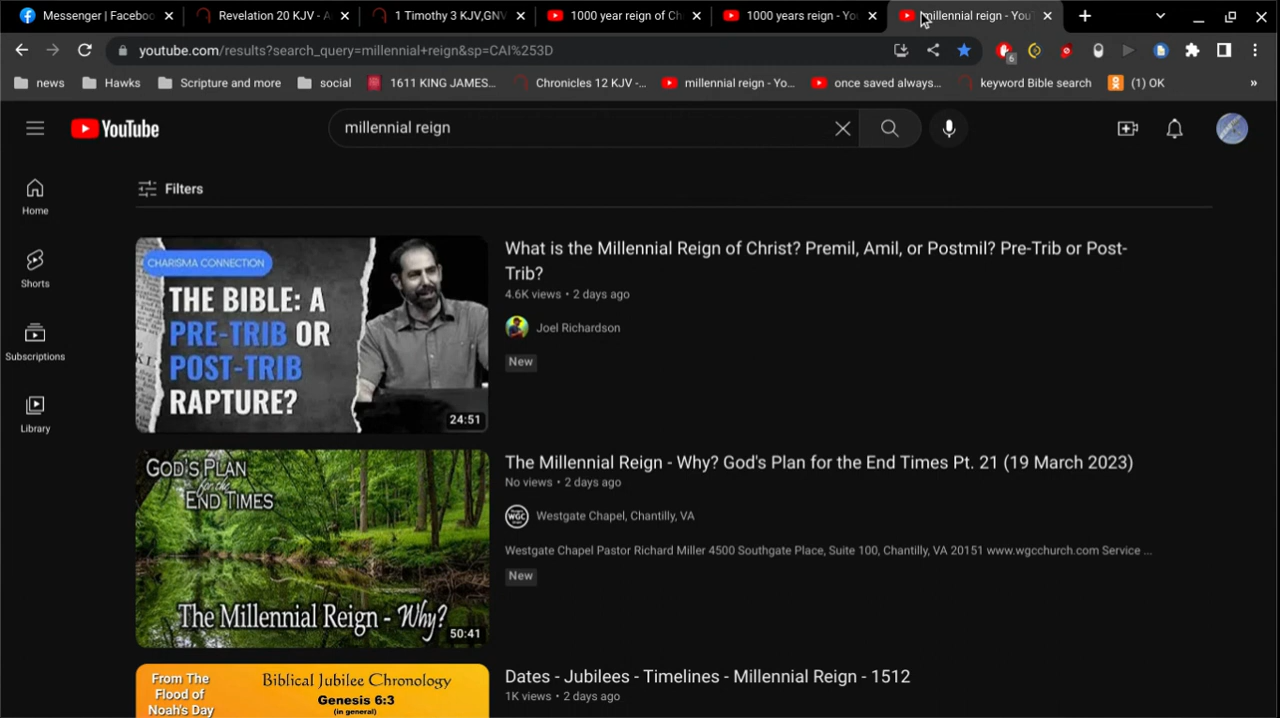 Messenger | Faceboo
Revelation 20 KJV - A
1 Timothy 3 KJV,GNV
1000 year reign of Ch
1000 years reign - Yo
millennial reign - You
youtube.com/results?search_query=millennial+reign&sp=CAI%253D
6
news
Hawks
Scripture and more
social
1611 KING JAMES...
Chronicles 12 KJV -...
millennial reign - Yo...
once saved always...
keyword Bible search
(1) OK
»
YouTube
millennial reign
Home
Shorts
Subscriptions
Library
Filters
CHARISMA CONNECTION
THE BIBLE: A
PRE-TRIB OR
POST-TRIB
RAPTURE?
24:51
What is the Millennial Reign of Christ? Premil, Amil, or Postmil? Pre-Trib or Post-
Trib?
4.6K views • 2 days ago
Joel Richardson
New
GOD'S PLAN
for the
END TIMES
The Millennial Reign - Why?
50:41
The Millennial Reign - Why? God's Plan for the End Times Pt. 21 (19 March 2023)
No views • 2 days ago
WGC
Westgate Chapel, Chantilly, VA
Westgate Chapel Pastor Richard Miller 4500 Southgate Place, Suite 100, Chantilly, VA 20151 www.wgcchurch.com Service ...
New
From The
Flood of
Noah's Day
Biblical Jubilee Chronology
Genesis 6:3
(in general)
Dates - Jubilees - Timelines - Millennial Reign - 1512
1K views • 2 days ago